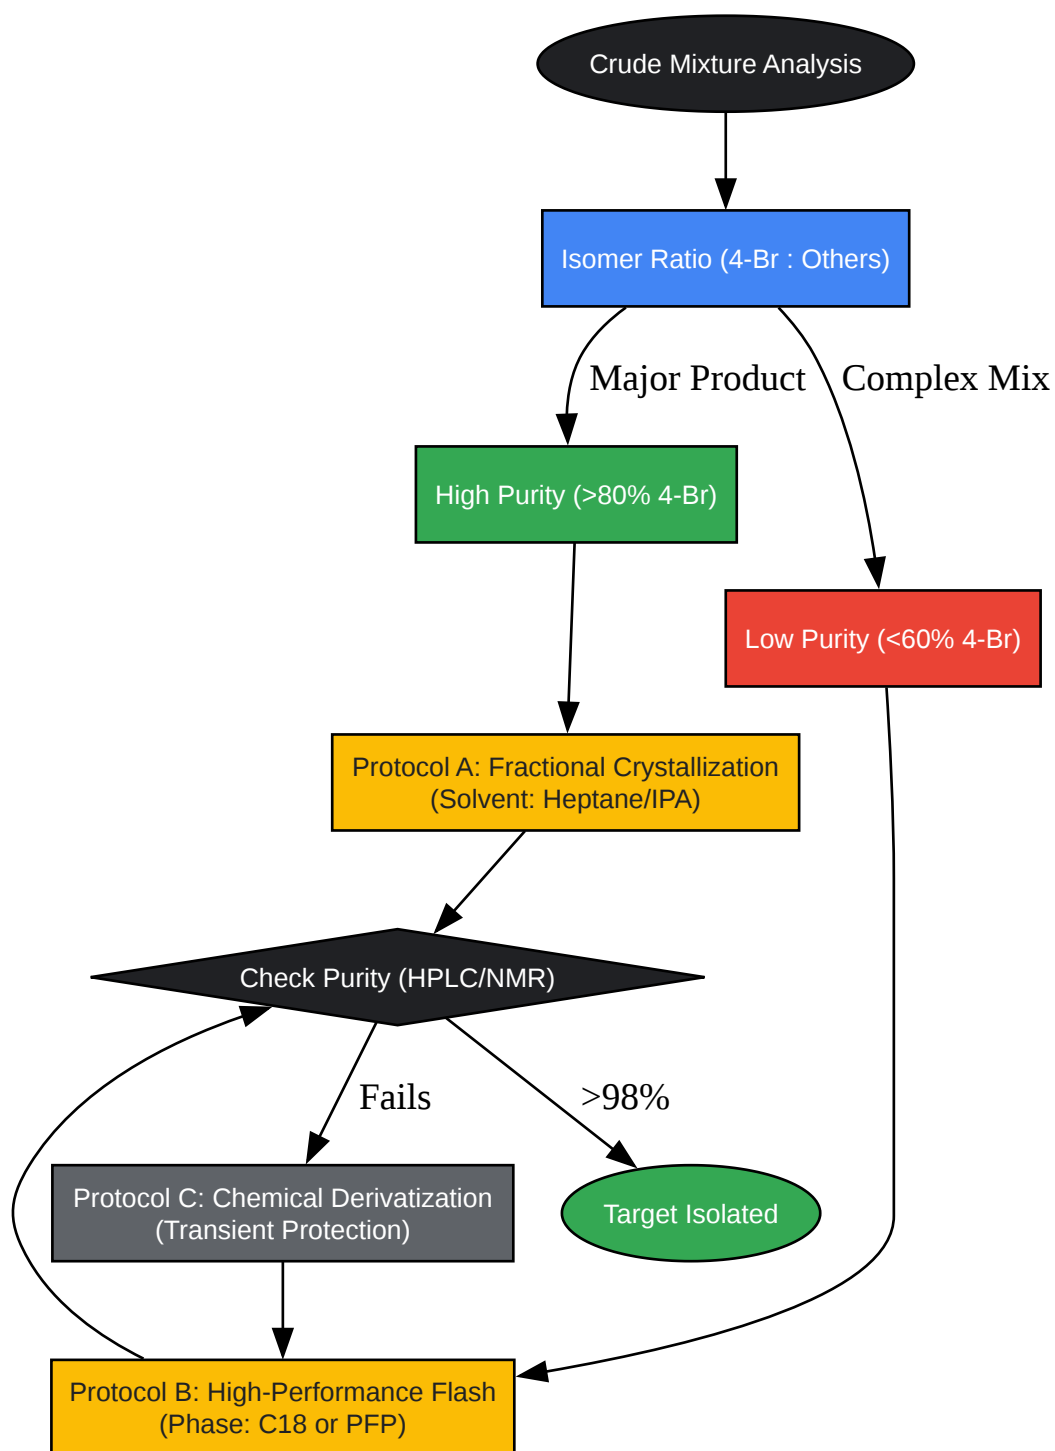 Crude Mixture Analysis
Isomer Ratio (4-Br : Others)
Major Product
Complex Mix
High Purity (>80% 4-Br)
Low Purity (<60% 4-Br)
Protocol A: Fractional Crystallization
(Solvent: Heptane/IPA)
Check Purity (HPLC/NMR)
Fails
>98%
Protocol C: Chemical Derivatization
(Transient Protection)
Target Isolated
Protocol B: High-Performance Flash
(Phase: C18 or PFP)